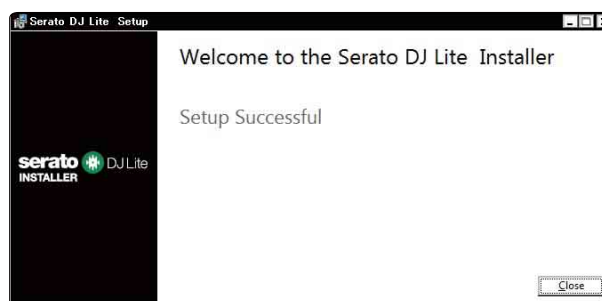 Serato DJ Lite Setup
Welcome to the Serato DJ Lite Installer
Setup Successful
serato DJ Lite
INSTALLER
Close